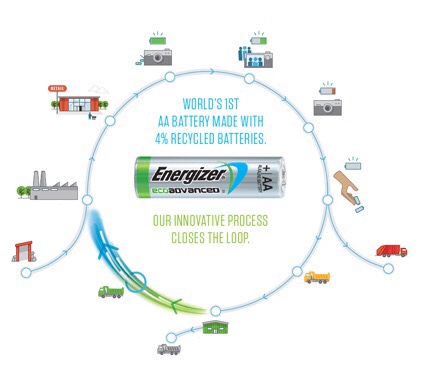 RETAIL
WORLD'S 1ST
AA BATTERY MADE WITH
4% RECYCLED BATTERIES.
Energizer
ecoadvanced
AA
OUR INNOVATIVE PROCESS
CLOSES THE LOOP.